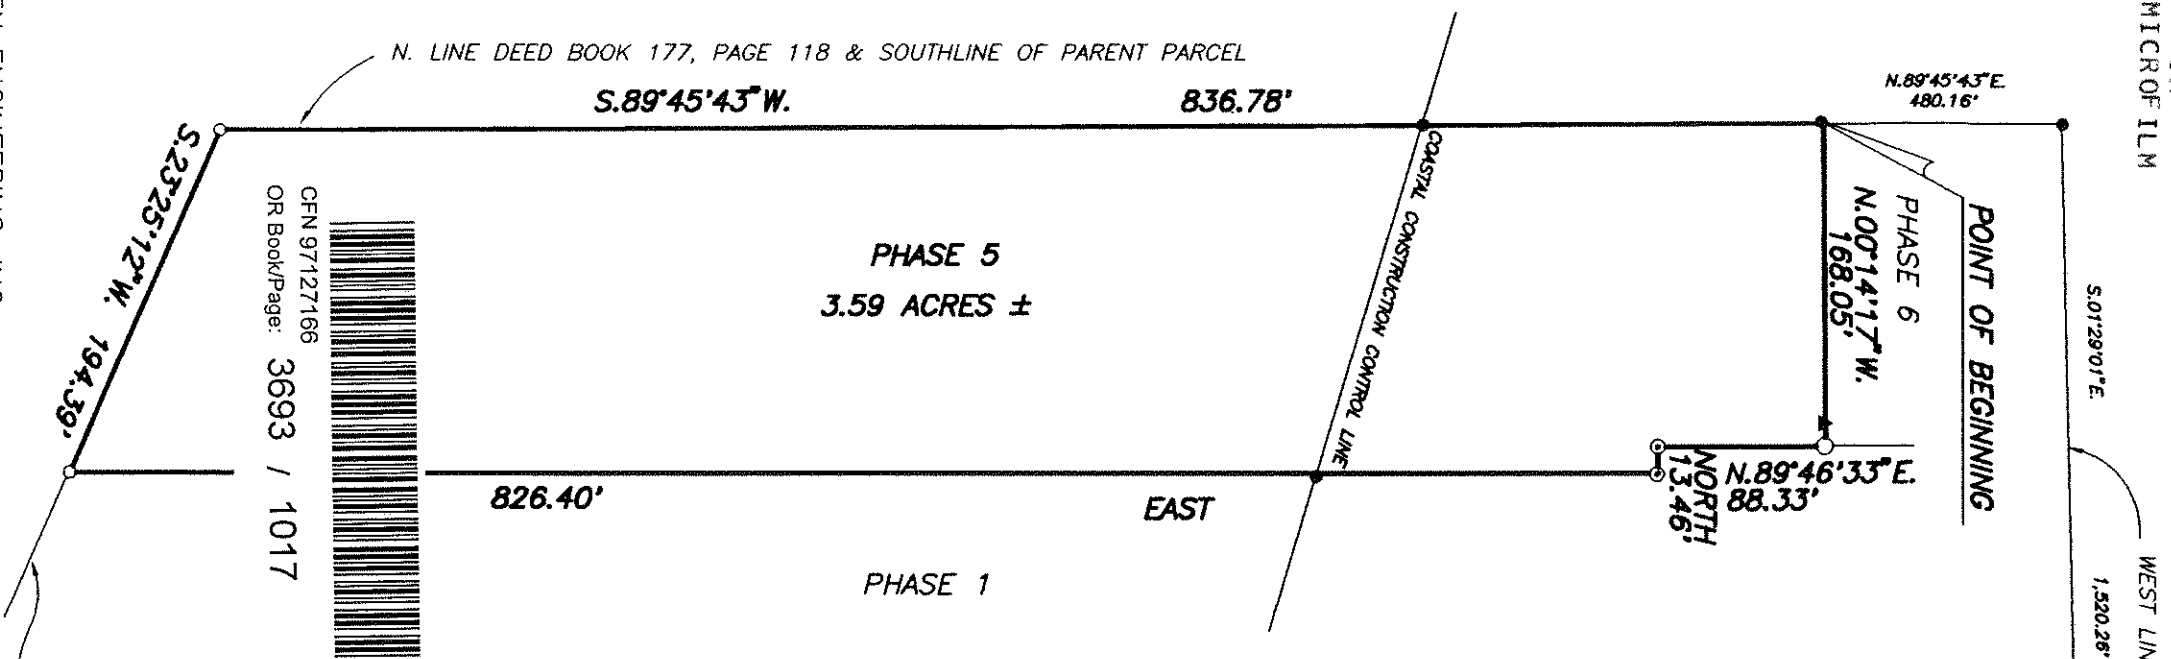 MICROFILM
N. LINE DEED BOOK 177, PAGE 118 & SOUTHLINE OF PARENT PARCEL
S.89°45'43"W. 836.78'
N.89°45'43"E.
480.16'
COASTAL CONSTRUCTION CONTROL LINE
PHASE 6
N.00°14'17"W.
168.05'
POINT OF BEGINNING
S.01°29'01"E. 1,520.26'
WEST
S.23°25'12"W. 194.39'
CFN 97127166
OR Book/Page: 3693 / 1017
PHASE 5
3.59 ACRES ±
NORTH
13.46'
N.89°46'33"E.
88.33'
826.40'
EAST
PHASE 1